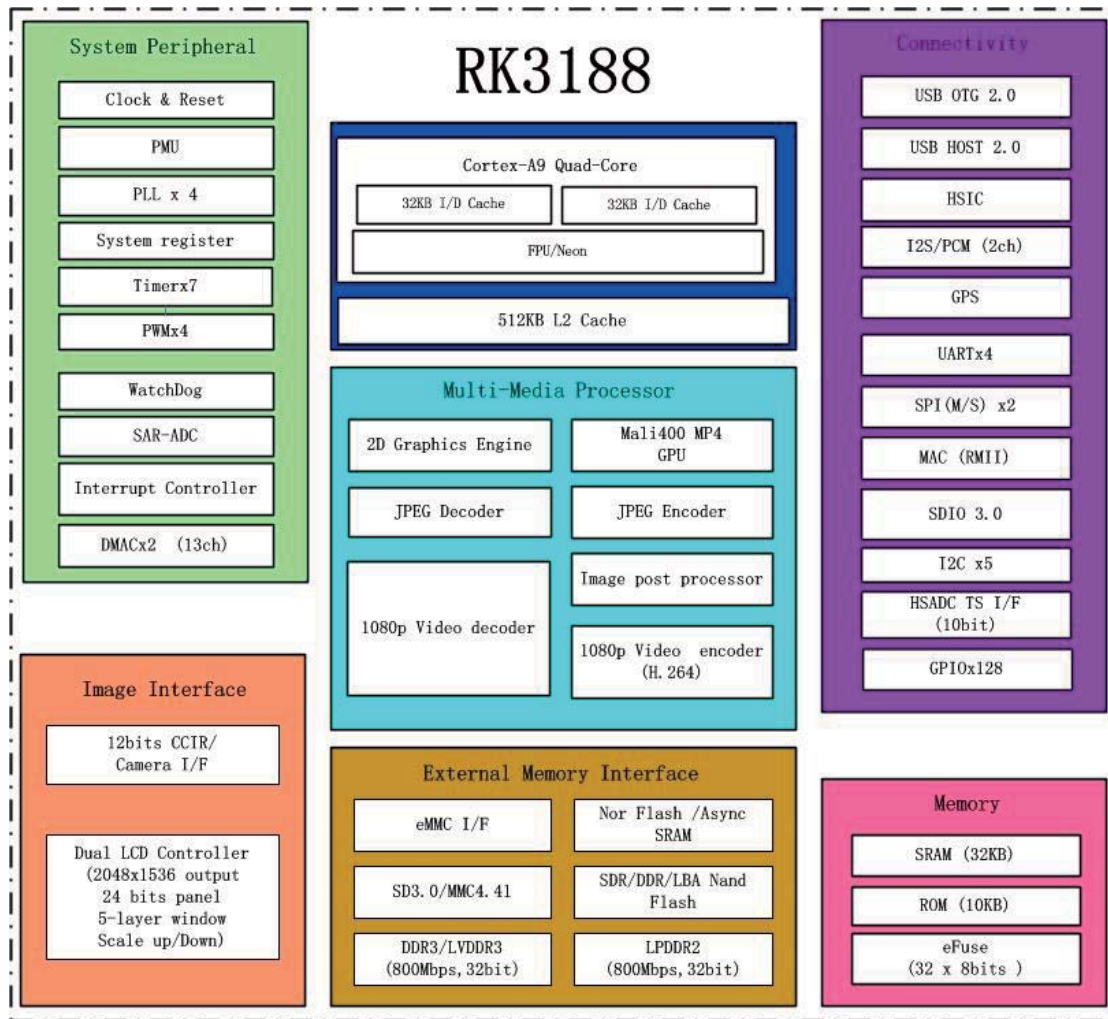 RK3188
System Peripheral
Clock & Reset
PMU
PLL x 4
System register
Timerx7
PWMx4
WatchDog
SAR-ADC
Interrupt Controller
DMACx2 (13ch)
Image Interface
12bits CCIR/
Camera I/F
Dual LCD Controller
(2048x1536 output
24 bits panel
5-layer window
Scale up/Down)
Cortex-A9 Quad-Core
32KB I/D Cache
32KB I/D Cache
FPU/Neon
512KB L2 Cache
Multi-Media Processor
2D Graphics Engine
Mali400 MP4
GPU
JPEG Decoder
JPEG Encoder
1080p Video decoder
Image post processor
1080p Video encoder
(H.264)
External Memory Interface
eMMC I/F
Nor Flash /Async
SRAM
SD3.0/MMC4.41
SDR/DDR/LBA Nand
Flash
DDR3/LVDDR3
(800Mbps,32bit)
LPDDR2
(800Mbps,32bit)
Connectivity
USB OTG 2.0
USB HOST 2.0
HSIC
I2S/PCM (2ch)
GPS
UARTx4
SPI(M/S) x2
MAC (RMII)
SDIO 3.0
I2C x5
HSADC TS I/F
(10bit)
GPIOx128
Memory
SRAM (32KB)
ROM (10KB)
eFuse
(32 x 8bits )